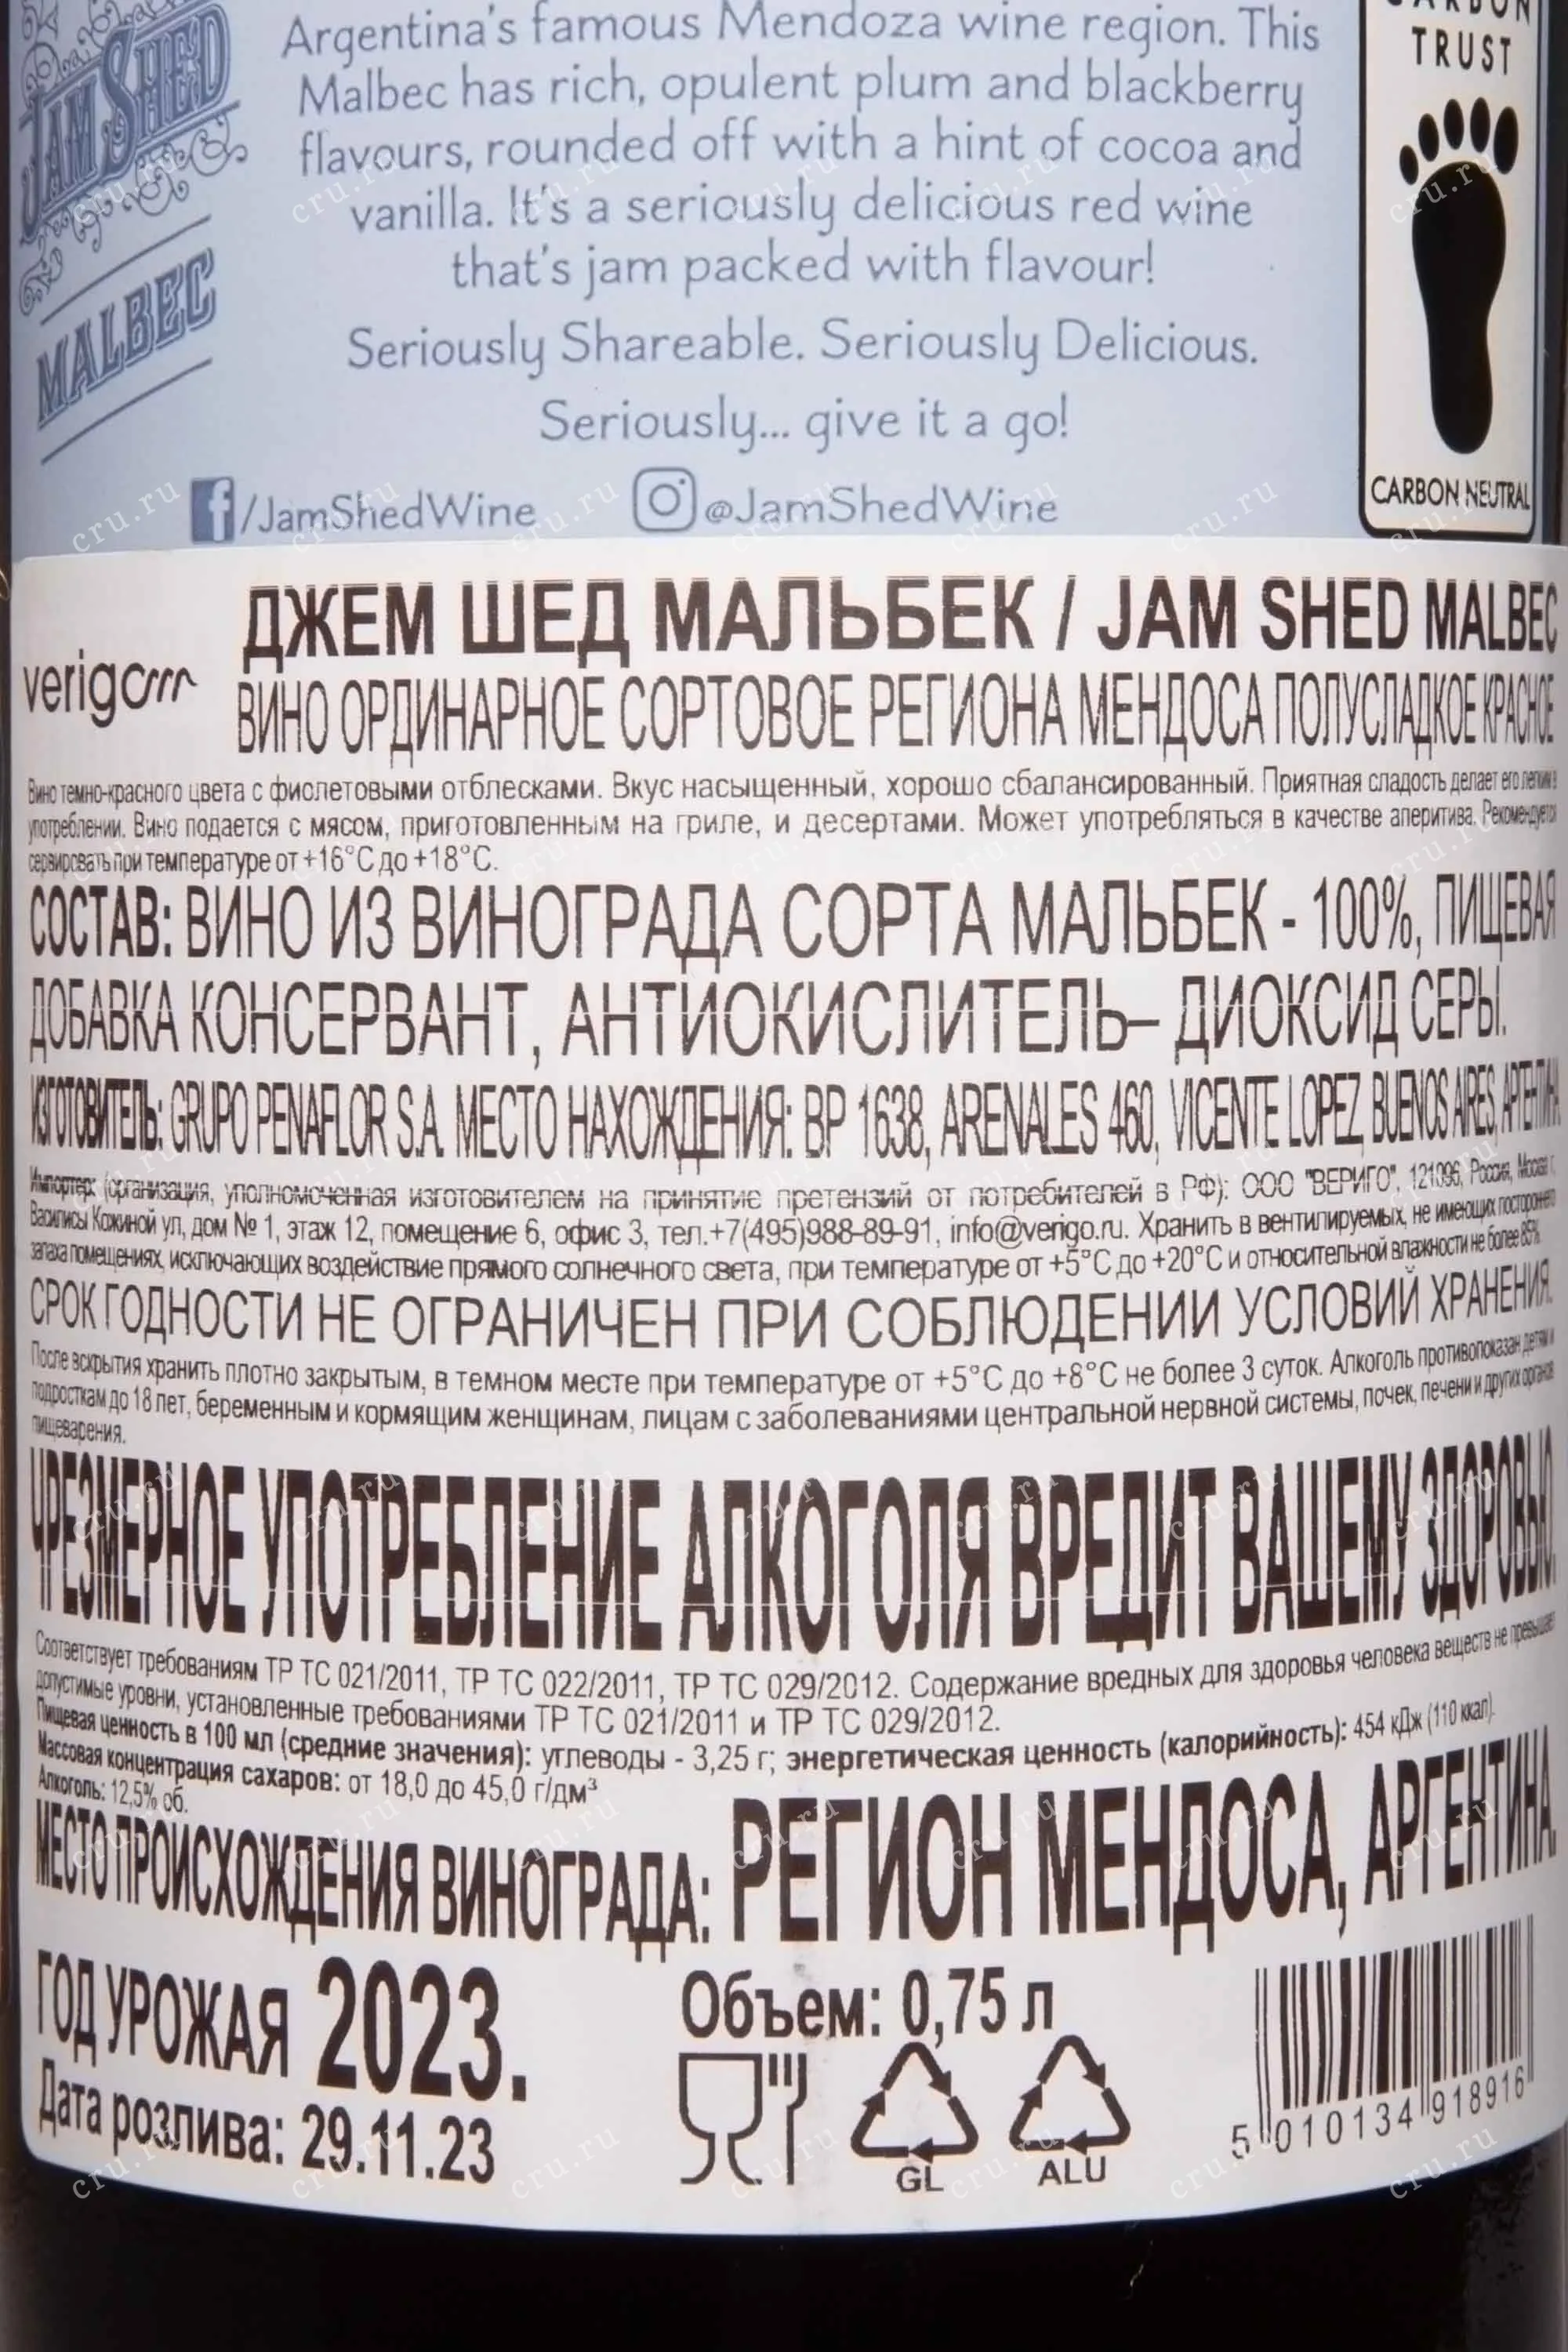 Argentina's famous Mendoza wine region. This
Malbec has rich, opulent plum and blackberry
flavours, rounded off with a hint of cocoa and
vanilla. It's a seriously delicious red wine
that's jam packed with flavour!
Seriously Shareable. Seriously Delicious.
Seriously... give it a go!
/JamShedWine @JamShedWine
JAM SHED
MALBEC
CARBON
TRUST
CARBON NEUTRAL
verigo
ДЖЕМ ШЕД МАЛЬБЕК / JAM SHED MALBEC
ВИНО ОРДИНАРНОЕ СОРТОВОЕ РЕГИОНА МЕНДОСА ПОЛУСЛАДКОЕ КРАСНОЕ
Вино темно-красного цвета с фиолетовыми отблесками. Вкус насыщенный, хорошо сбалансированный. Приятная сладость делает его легким в
употреблении. Вино подается с мясом, приготовленным на гриле, и десертами. Может употребляться в качестве аперитива. Рекомендуется
сервировать при температуре от +16°С до +18°С.
СОСТАВ: ВИНО ИЗ ВИНОГРАДА СОРТА МАЛЬБЕК - 100%, ПИЩЕВАЯ
ДОБАВКА КОНСЕРВАНТ, АНТИОКИСЛИТЕЛЬ– ДИОКСИД СЕРЫ.
ИЗГОТОВИТЕЛЬ: GRUPO PENAFLOR S.A. МЕСТО НАХОЖДЕНИЯ: BP 1638, ARENALES 460, VICENTE LOPEZ, BUENOS AIRES, АРГЕНТИНА
Импортер: (организация, уполномоченная изготовителем на принятие претензий от потребителей в РФ): ООО "ВЕРИГО", 121096, Россия, Москва г,
Василисы Кожиной ул, дом № 1, этаж 12, помещение 6, офис 3, тел.+7(495)988-89-91, info@verigo.ru. Хранить в вентилируемых, не имеющих постороннего
запаха помещениях, исключающих воздействие прямого солнечного света, при температуре от +5°С до +20°С и относительной влажности не более 85%.
СРОК ГОДНОСТИ НЕ ОГРАНИЧЕН ПРИ СОБЛЮДЕНИИ УСЛОВИЙ ХРАНЕНИЯ.
После вскрытия хранить плотно закрытым, в темном месте при температуре от +5°С до +8°С не более 3 суток. Алкоголь противопоказан детям и
подросткам до 18 лет, беременным и кормящим женщинам, лицам с заболеваниями центральной нервной системы, почек, печени и других органов
пищеварения.
ЧРЕЗМЕРНОЕ УПОТРЕБЛЕНИЕ АЛКОГОЛЯ ВРЕДИТ ВАШЕМУ ЗДОРОВЬЮ.
Соответствует требованиям ТР ТС 021/2011, ТР ТС 022/2011, ТР ТС 029/2012. Содержание вредных для здоровья человека веществ не превышает
допустимые уровни, установленные требованиями ТР ТС 021/2011 и ТР ТС 029/2012.
Пищевая ценность в 100 мл (средние значения): углеводы - 3,25 г; энергетическая ценность (калорийность): 454 кДж (110 ккал).
Массовая концентрация сахаров: от 18,0 до 45,0 г/дм³
Алкоголь: 12,5% об.
МЕСТО ПРОИСХОЖДЕНИЯ ВИНОГРАДА: РЕГИОН МЕНДОСА, АРГЕНТИНА.
ГОД УРОЖАЯ 2023.
Дата розлива: 29.11.23
Объем: 0,75 л
GL ALU
5 010134 918916
cru.ru